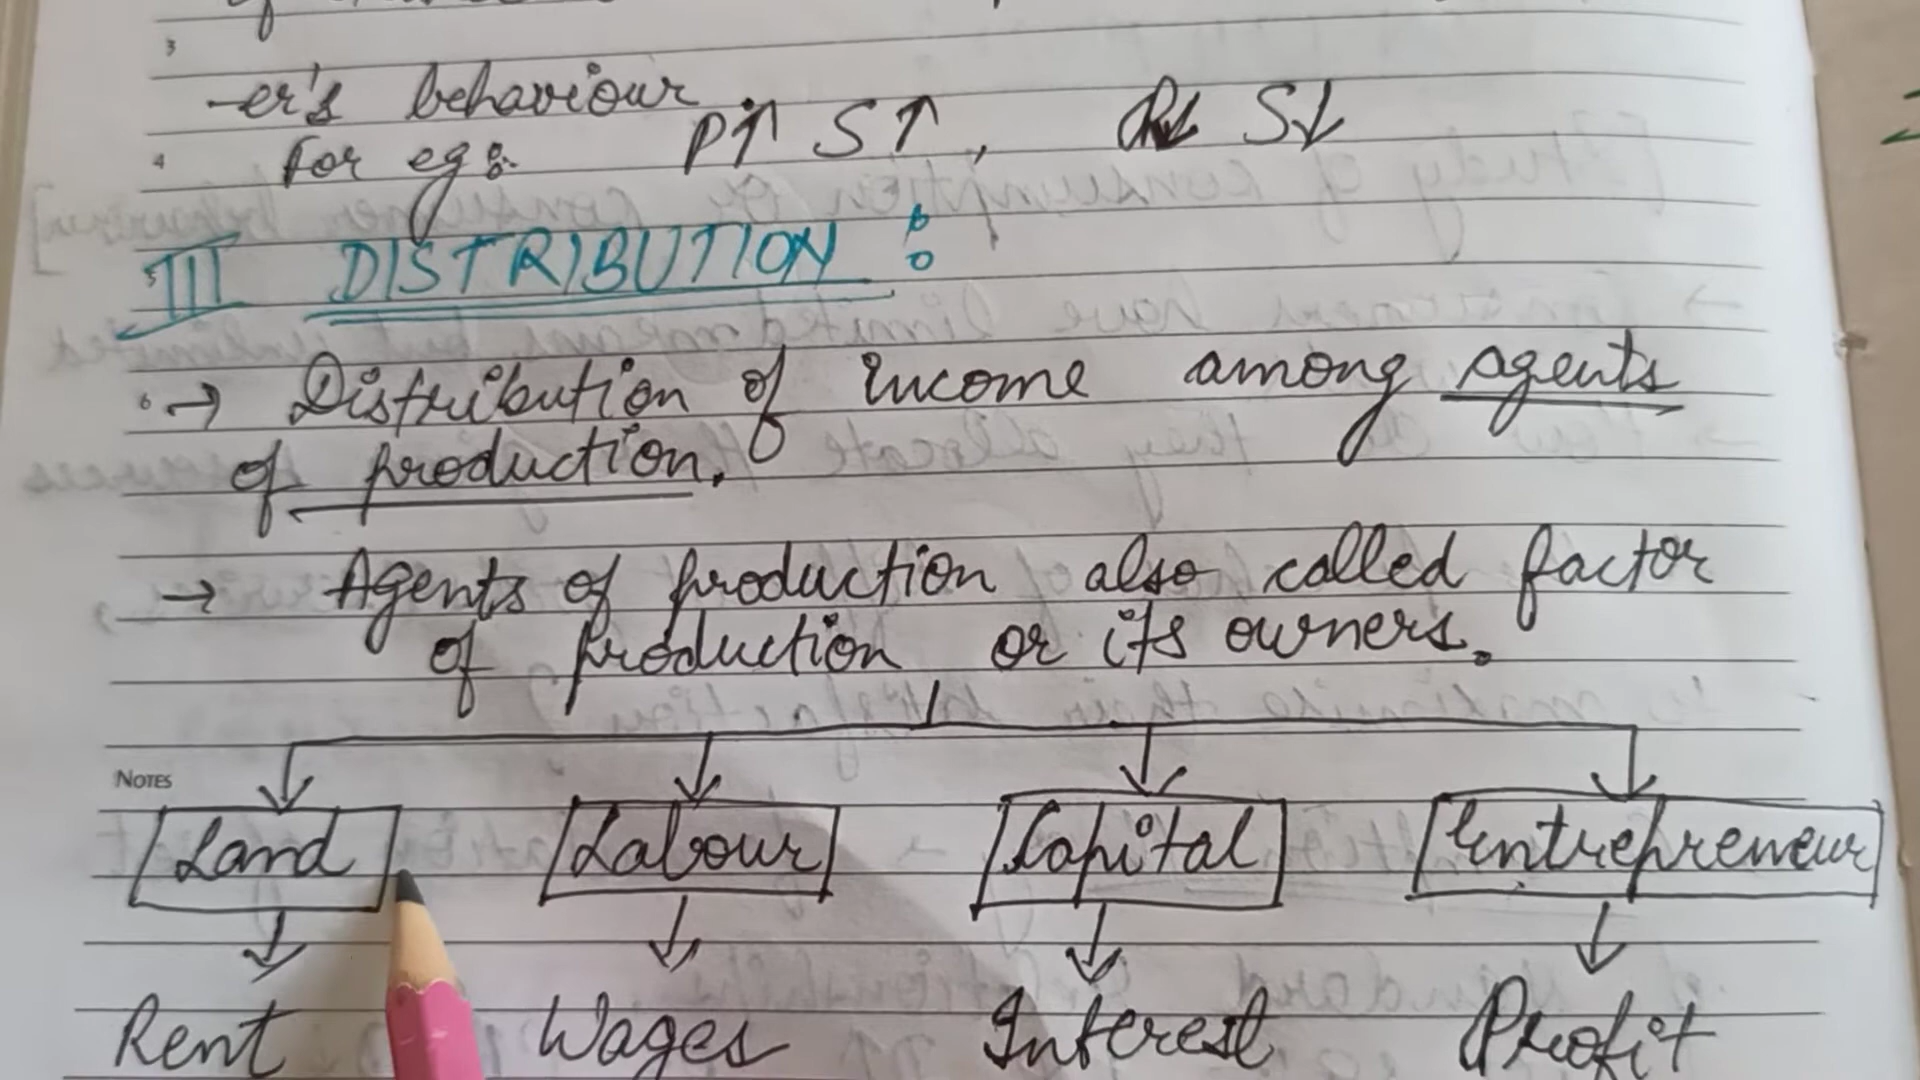 -er's behaviour
for eg: P↑ S↑, P↓ S↓
III DISTRIBUTION :
→ Distribution of income among agents
of production.
→ Agents of production also called factor
of production or its owners.
NOTES
Land Labour Capital Entrepreneur
Rent Wages Interest Profit